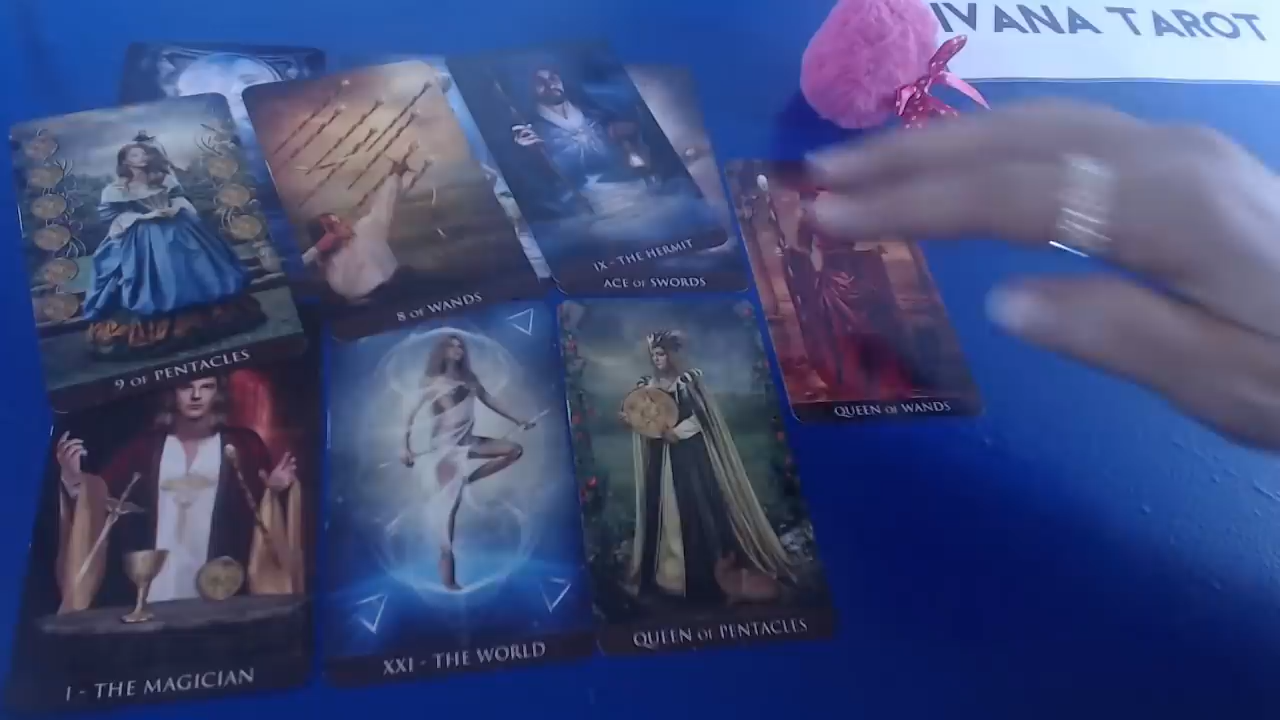 IVANA TAROT
IX - THE HERMIT
ACE OF SWORDS
8 OF WANDS
9 OF PENTACLES
QUEEN OF WANDS
I - THE MAGICIAN
XXI - THE WORLD
QUEEN OF PENTACLES